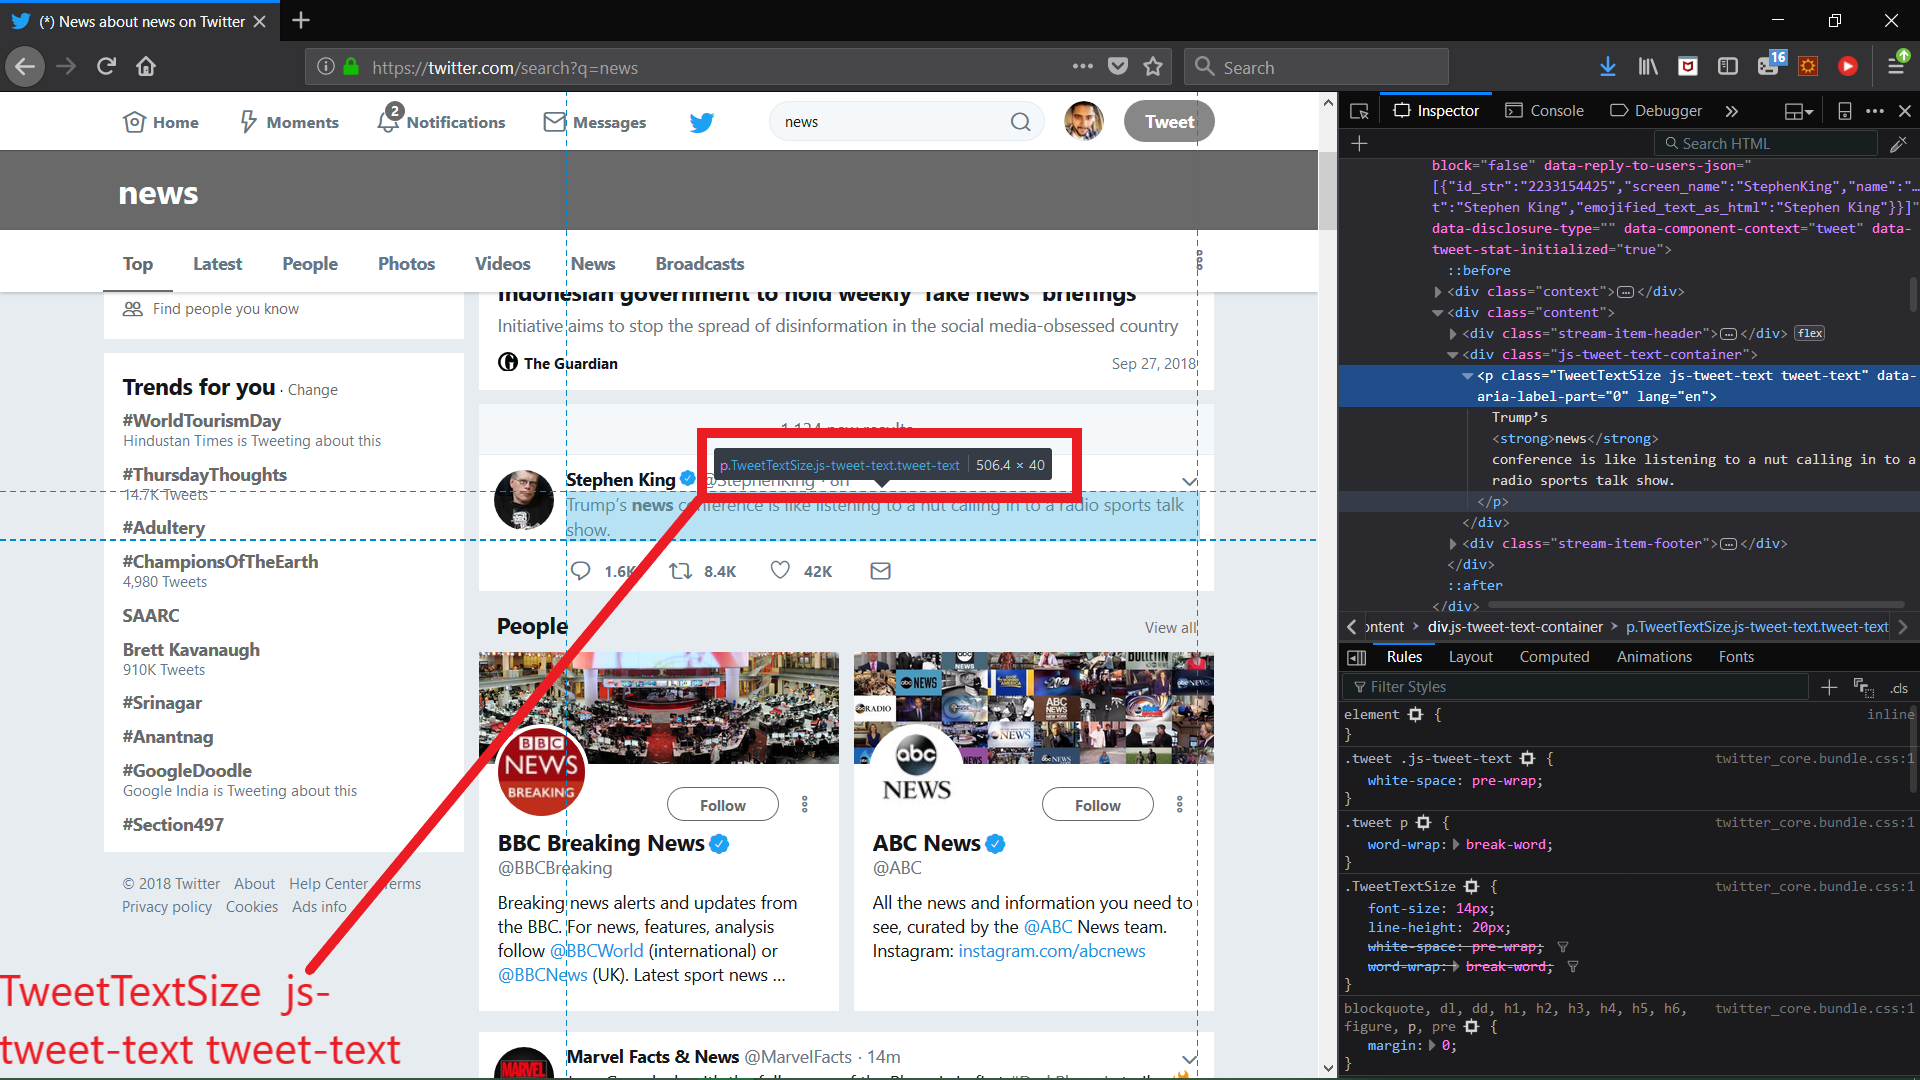 (*) News about news on Twitter
https://twitter.com/search?q=news
Search
16
Home
Moments
2
Notifications
Messages
news
Tweet
news
Top
Latest
People
Photos
Videos
News
Broadcasts
Find people you know
Indonesian government to hold weekly 'fake news' briefings
Initiative aims to stop the spread of disinformation in the social media-obsessed country
The Guardian
Sep 27, 2018
Trends for you · Change
#WorldTourismDay
Hindustan Times is Tweeting about this
#ThursdayThoughts
14.7K Tweets
#Adultery
#ChampionsOfTheEarth
4,980 Tweets
SAARC
Brett Kavanaugh
910K Tweets
#Srinagar
#Anantnag
#GoogleDoodle
Google India is Tweeting about this
#Section497
© 2018 Twitter About Help Center Terms
Privacy policy Cookies Ads info
1,134 new results
p.TweetTextSize.js-tweet-text.tweet-text 506.4 × 40
Stephen King @StephenKing · 8h
Trump's news conference is like listening to a nut calling in to a radio sports talk
show.
1.6K
8.4K
42K
People
View all
BBC
NEWS
BREAKING
Follow
BBC Breaking News
@BBCBreaking
Breaking news alerts and updates from
the BBC. For news, features, analysis
follow @BBCWorld (international) or
@BBCNews (UK). Latest sport news ...
abc
NEWS
Follow
ABC News
@ABC
All the news and information you need to
see, curated by the @ABC News team.
Instagram: instagram.com/abcnews
MARVEL
Marvel Facts & News @MarvelFacts · 14m
TweetTextSize js-
tweet-text tweet-text
Inspector
Console
Debugger
Search HTML
block="false" data-reply-to-users-json="
[{"id_str":"2233154425","screen_name":"StephenKing","name":"…
t":"Stephen King","emojified_text_as_html":"Stephen King"}}]"
data-disclosure-type="" data-component-context="tweet" data-
tweet-stat-initialized="true">
::before
<div class="context">…</div>
<div class="content">
<div class="stream-item-header">…</div> flex
<div class="js-tweet-text-container">
<p class="TweetTextSize js-tweet-text tweet-text" data-
aria-label-part="0" lang="en">
Trump's
<strong>news</strong>
conference is like listening to a nut calling in to a
radio sports talk show.
</p>
</div>
<div class="stream-item-footer">…</div>
</div>
::after
</div>
ontent > div.js-tweet-text-container > p.TweetTextSize.js-tweet-text.tweet-text
Rules
Layout
Computed
Animations
Fonts
Filter Styles
.cls
element {
inline
}
.tweet .js-tweet-text {
twitter_core.bundle.css:1
white-space: pre-wrap;
}
.tweet p {
twitter_core.bundle.css:1
word-wrap: break-word;
}
.TweetTextSize {
twitter_core.bundle.css:1
font-size: 14px;
line-height: 20px;
white-space: pre-wrap;
word-wrap: break-word;
}
blockquote, dl, dd, h1, h2, h3, h4, h5, h6,
twitter_core.bundle.css:1
figure, p, pre {
margin: 0;
}